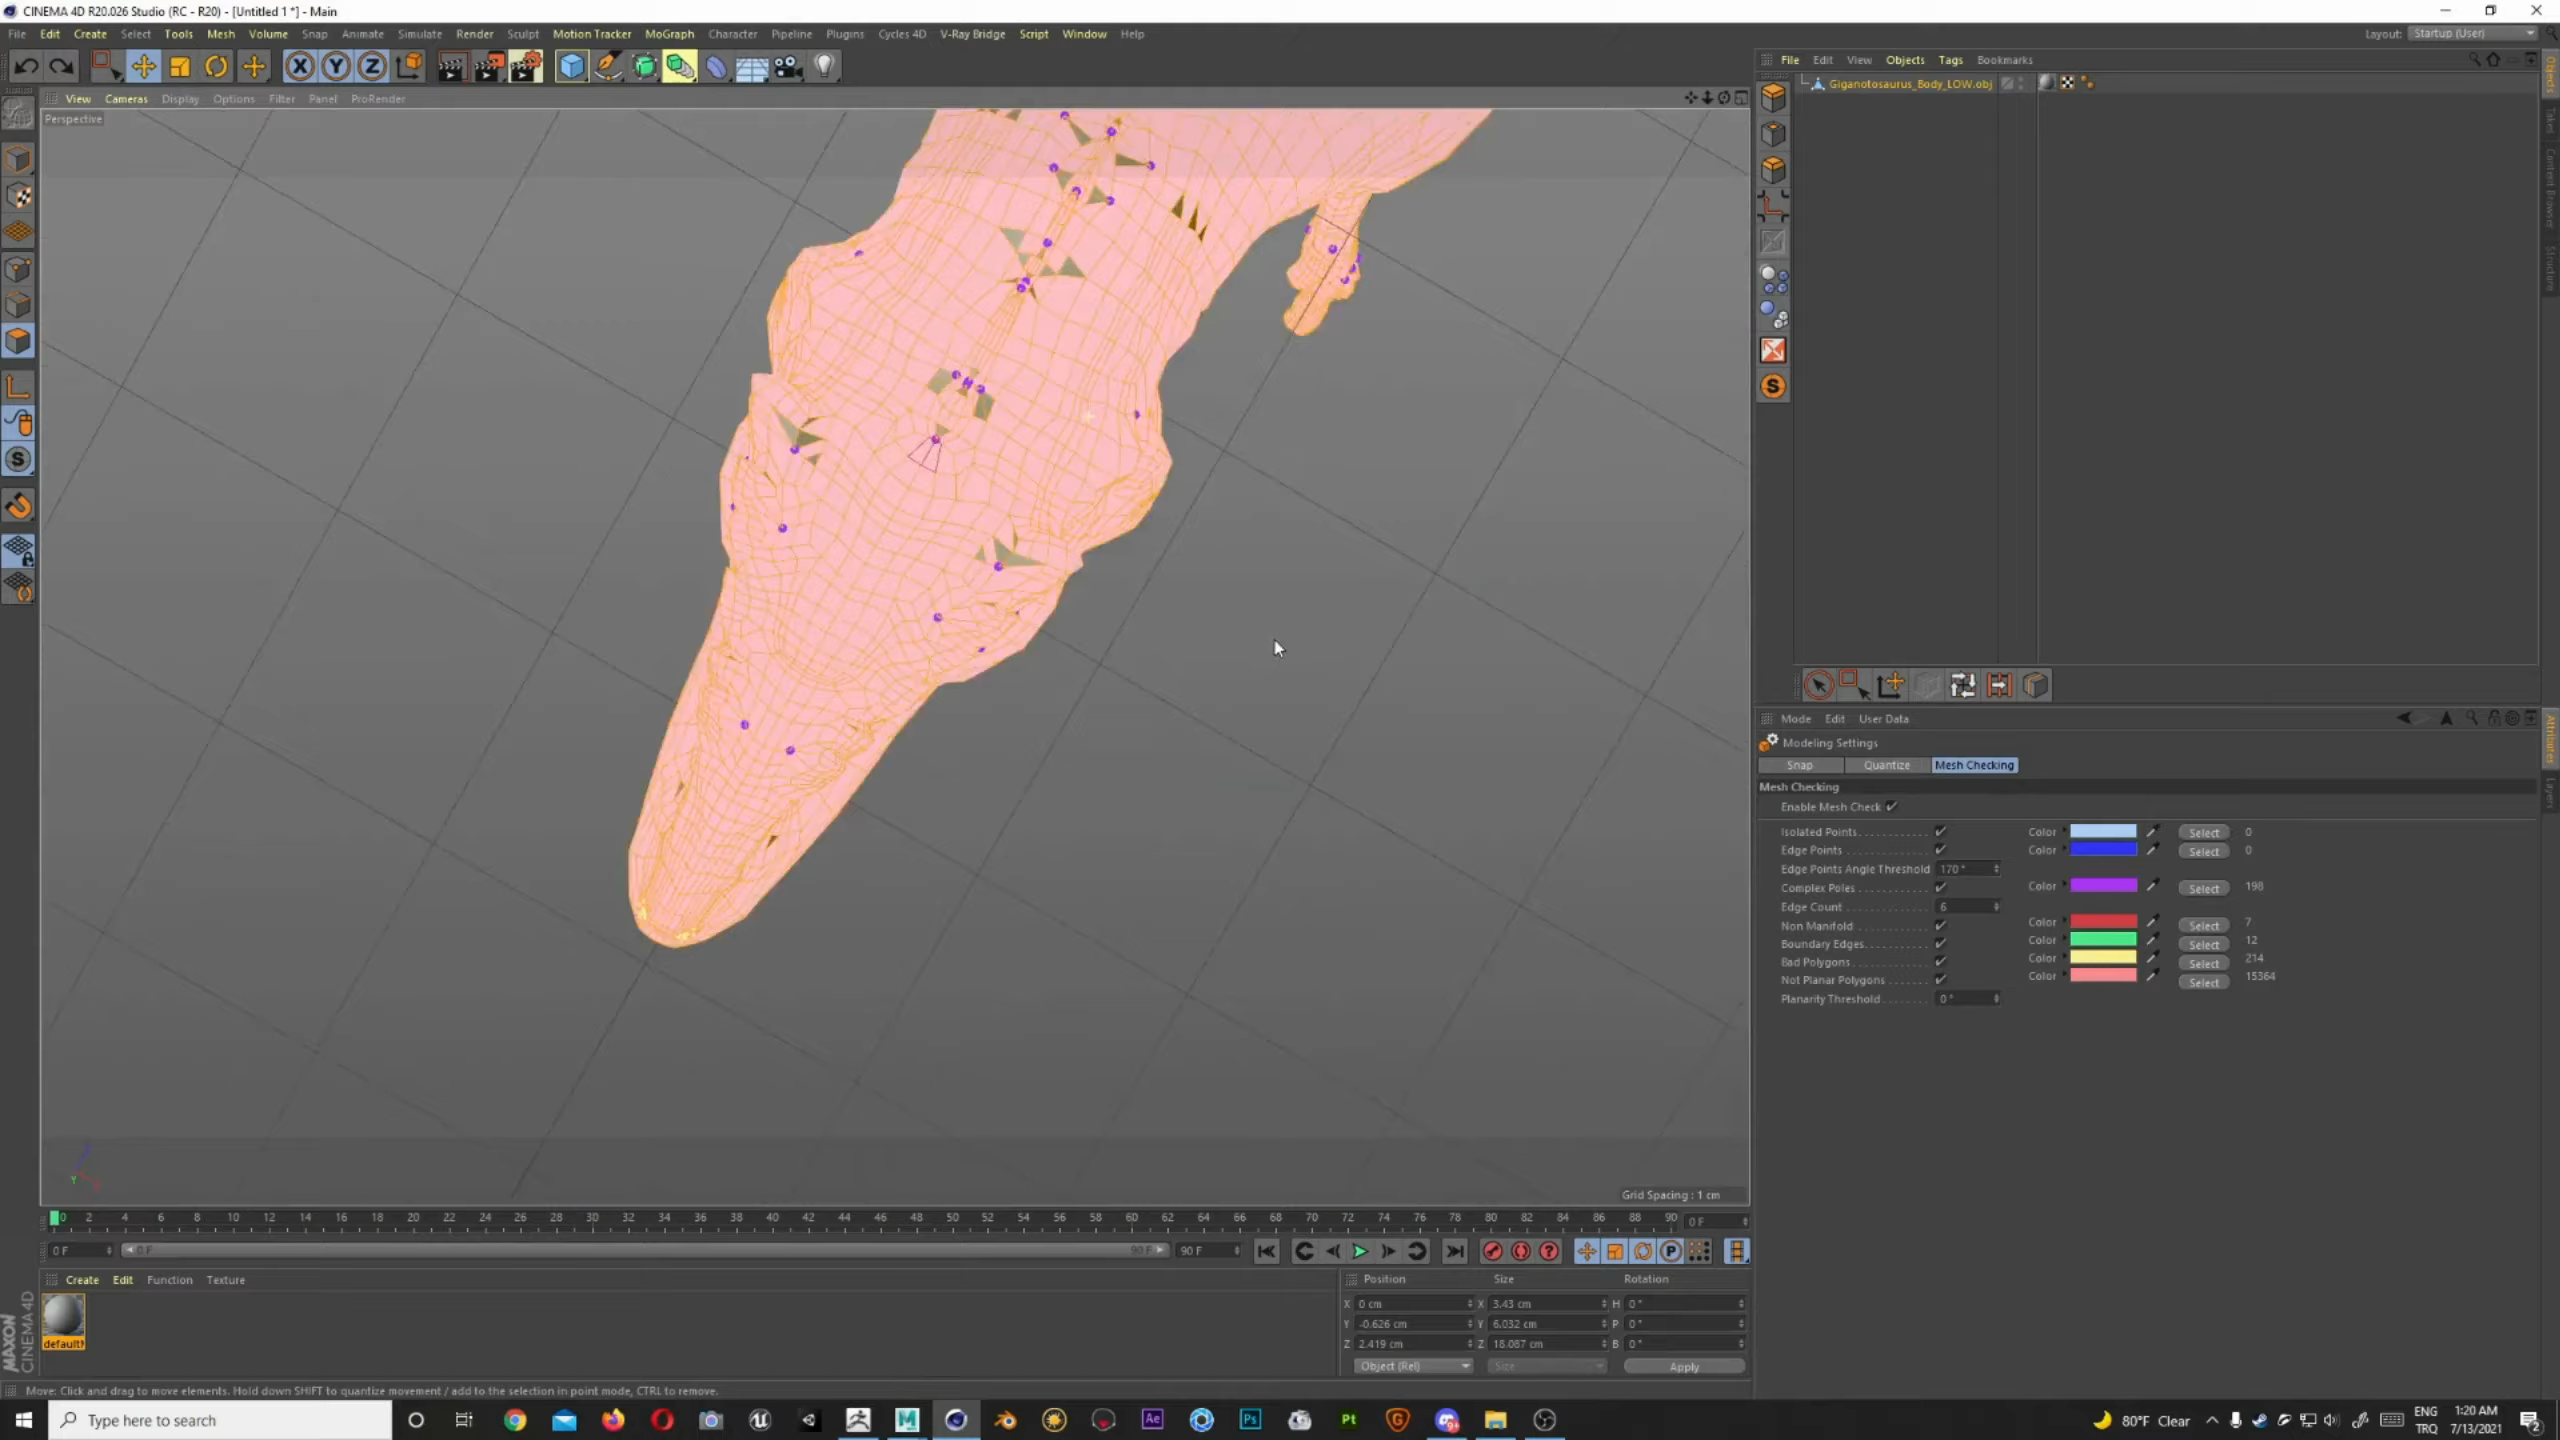 CINEMA 4D R20.026 Studio (RC - R20) - [Untitled 1 *] - Main
File Edit Create Select Tools Mesh Volume Snap Animate Simulate Render Sculpt Motion Tracker MoGraph Character Pipeline Plugins Cycles 4D V-Ray Bridge Script Window Help
Layout: Startup (User)
View Cameras Display Options Filter Panel ProRender
Perspective
File Edit View Objects Tags Bookmarks
Giganotosaurus_Body_LOW.obj
Objects
Takes
Content Browser
Structure
Mode Edit User Data
Modeling Settings
Snap Quantize Mesh Checking
Mesh Checking
Enable Mesh Check
Isolated Points Color Select 0
Edge Points Color Select 0
Edge Points Angle Threshold 170 °
Complex Poles Color Select 198
Edge Count 6
Non Manifold Color Select 7
Boundary Edges Color Select 12
Bad Polygons Color Select 214
Not Planar Polygons Color Select 15364
Planarity Threshold 0 °
Attributes
Layers
Y
Grid Spacing : 1 cm
0 2 4 6 8 10 12 14 16 18 20 22 24 26 28 30 32 34 36 38 40 42 44 46 48 50 52 54 56 58 60 62 64 66 68 70 72 74 76 78 80 82 84 86 88 90 0 F
0 F 0 F 90 F 90 F
Create Edit Function Texture
default
MAXON CINEMA 4D
Position Size Rotation
X 0 cm X 3.43 cm H 0 °
Y -0.626 cm Y 6.032 cm P 0 °
Z 2.419 cm Z 18.087 cm B 0 °
Object (Rel) Size Apply
Move: Click and drag to move elements. Hold down SHIFT to quantize movement / add to the selection in point mode, CTRL to remove.
Type here to search
80°F Clear
ENG
TRQ
1:20 AM
7/13/2021